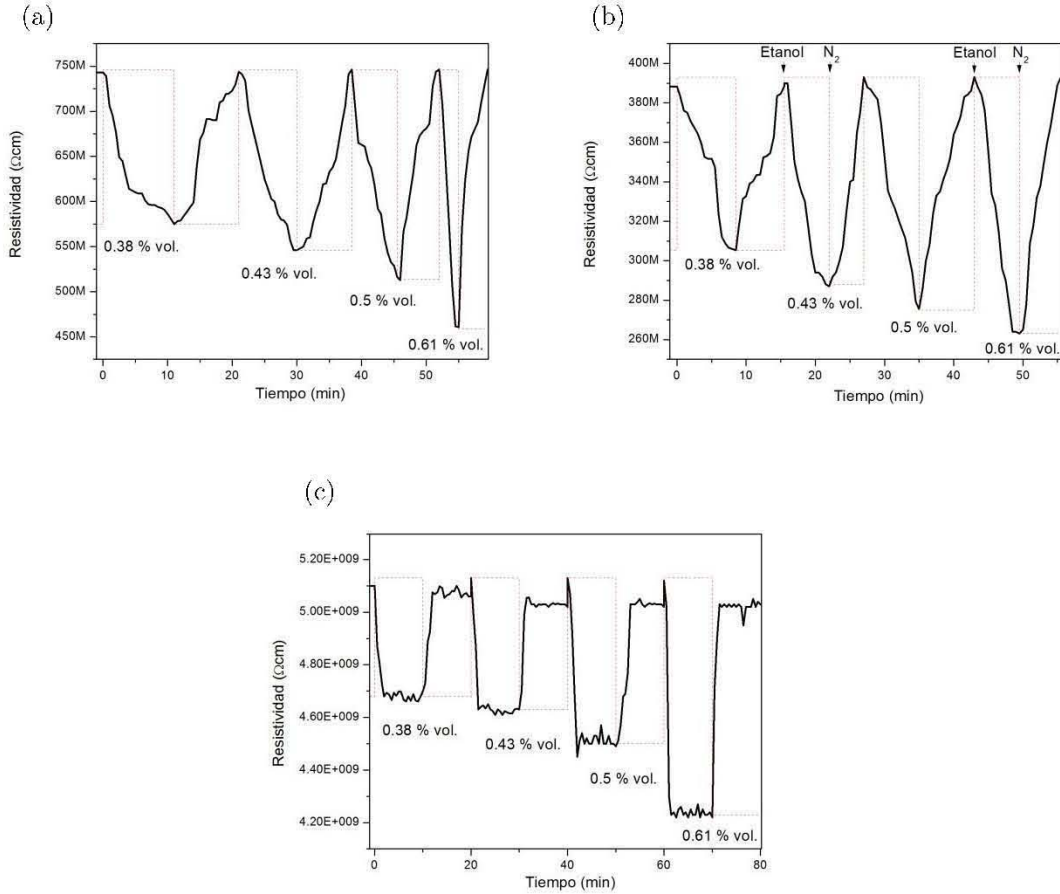 (a)
750M
700M
650M
600M
550M
500M
450M
Resistividad (Ωcm)
0.38 % vol.
0.43 % vol.
0.5 % vol.
0.61 % vol.
0 10 20 30 40 50
Tiempo (min)
(b)
Etanol N2 Etanol N2
400M
380M
360M
340M
320M
300M
280M
260M
Resistividad (Ωcm)
0.38 % vol.
0.43 % vol.
0.5 % vol.
0.61 % vol.
0 10 20 30 40 50
Tiempo (min)
(c)
5.20E+009
5.00E+009
4.80E+009
4.60E+009
4.40E+009
4.20E+009
Resistividad (Ωcm)
0.38 % vol.
0.43 % vol.
0.5 % vol.
0.61 % vol.
0 20 40 60 80
Tiempo (min)